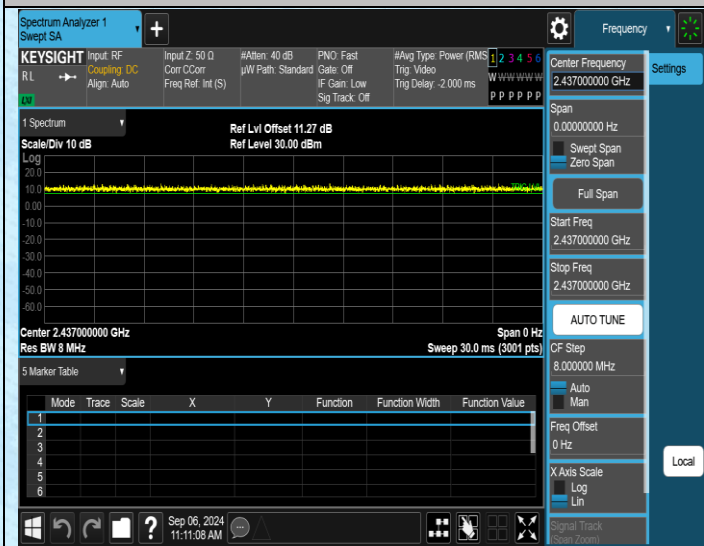 Spectrum Analyzer 1
Swept SA
Frequency
KEYSIGHT
RL
Input: RF
Coupling: DC
Align: Auto
Input Z: 50 Ω
Corr CCorr
Freq Ref: Int (S)
#Atten: 40 dB
µW Path: Standard
PNO: Fast
Gate: Off
IF Gain: Low
Sig Track: Off
#Avg Type: Power (RMS
Trig: Video
Trig Delay: -2.000 ms
1 2 3 4 5 6
W W W W W W
P P P P P P
Center Frequency
2.437000000 GHz
Settings
Span
0.00000000 Hz
Swept Span
Zero Span
Full Span
Start Freq
2.437000000 GHz
Stop Freq
2.437000000 GHz
AUTO TUNE
CF Step
8.000000 MHz
Auto
Man
Freq Offset
0 Hz
X Axis Scale
Log
Lin
Signal Track
(Span Zoom)
Local
1 Spectrum
Scale/Div 10 dB
Ref Lvl Offset 11.27 dB
Ref Level 30.00 dBm
Log
20.0
10.0
0.00
-10.0
-20.0
-30.0
-40.0
-50.0
-60.0
Center 2.437000000 GHz
Span 0 Hz
Res BW 8 MHz
Sweep 30.0 ms (3001 pts)
5 Marker Table
Mode Trace Scale X Y Function Function Width Function Value
1
2
3
4
5
6
Sep 06, 2024
11:11:08 AM